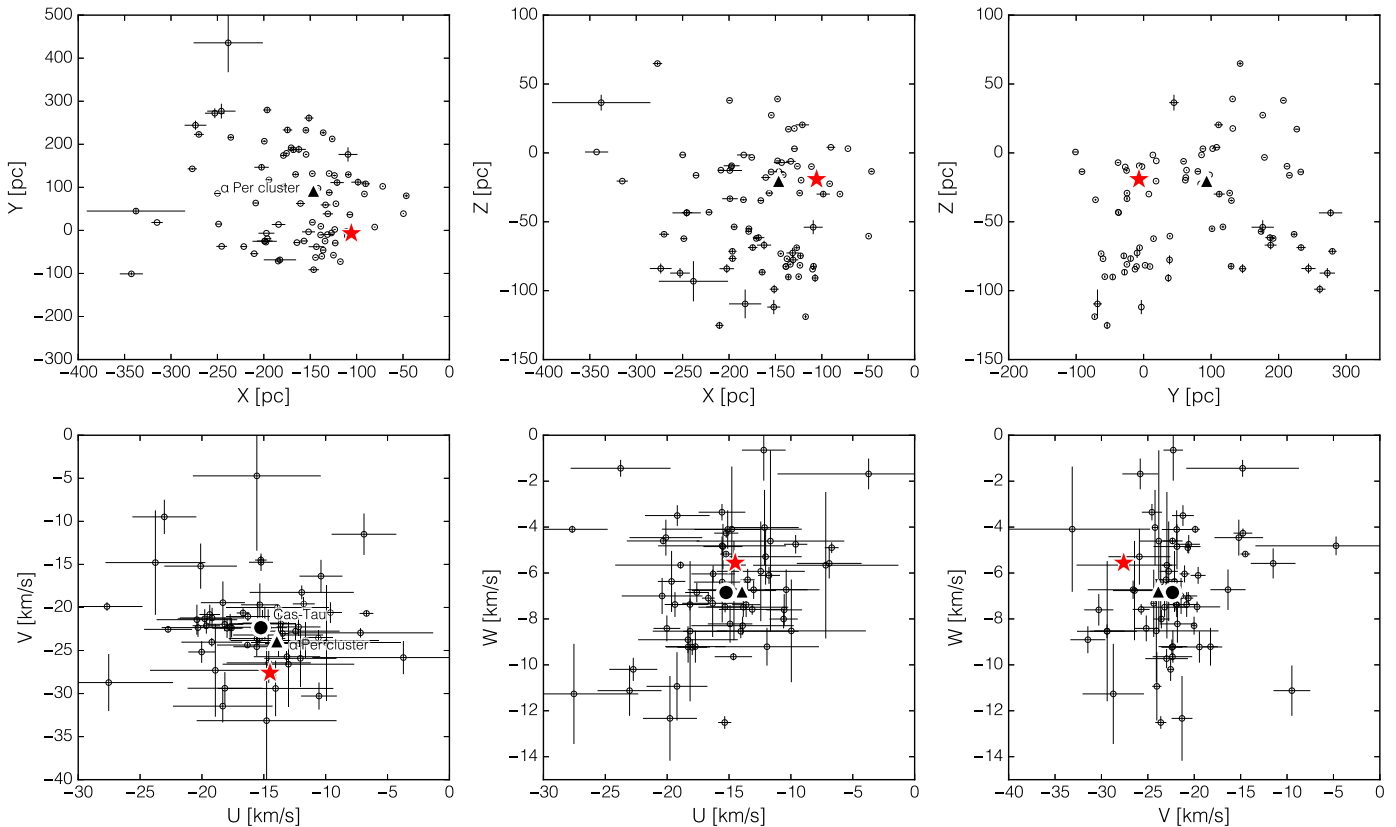 500
400
300
200
100
0
−100
−200
−300
Y [pc]
α Per cluster
−400 −350 −300 −250 −200 −150 −100 −50 0
X [pc]
100
50
0
−50
−100
−150
Z [pc]
−400 −350 −300 −250 −200 −150 −100 −50 0
X [pc]
100
50
0
−50
−100
−150
Z [pc]
−200 −100 0 100 200 300
Y [pc]
0
−5
−10
−15
−20
−25
−30
−35
−40
V [km/s]
Cas-Tau
α Per cluster
−30 −25 −20 −15 −10 −5 0
U [km/s]
0
−2
−4
−6
−8
−10
−12
−14
W [km/s]
−30 −25 −20 −15 −10 −5 0
U [km/s]
0
−2
−4
−6
−8
−10
−12
−14
W [km/s]
−40 −35 −30 −25 −20 −15 −10 −5 0
V [km/s]